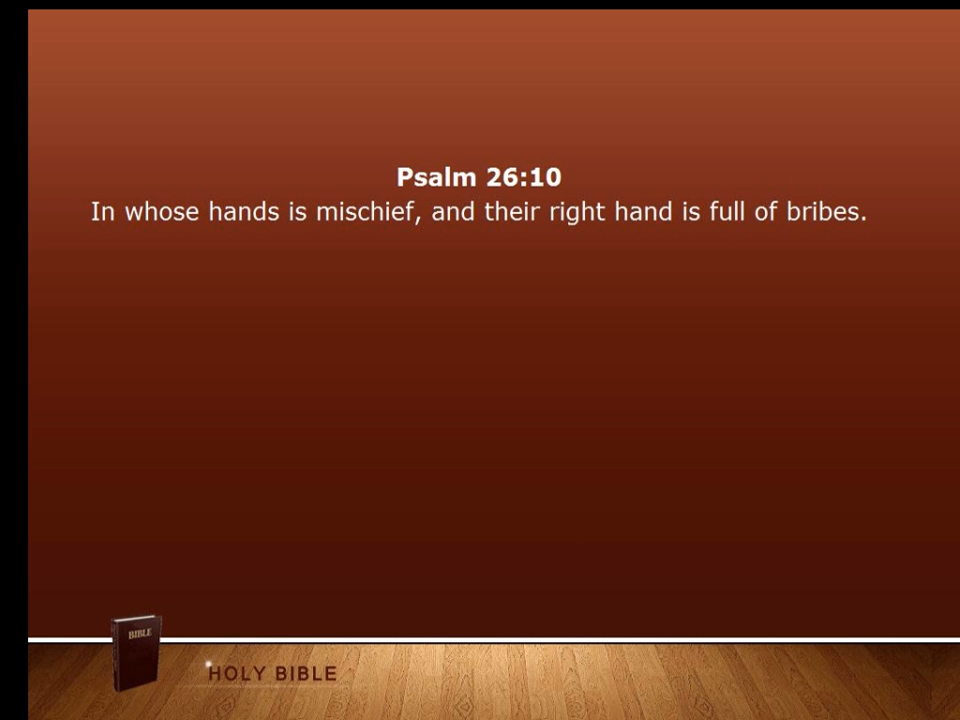 Psalm 26:10
In whose hands is mischief, and their right hand is full of bribes.
BIBLE
HOLY BIBLE